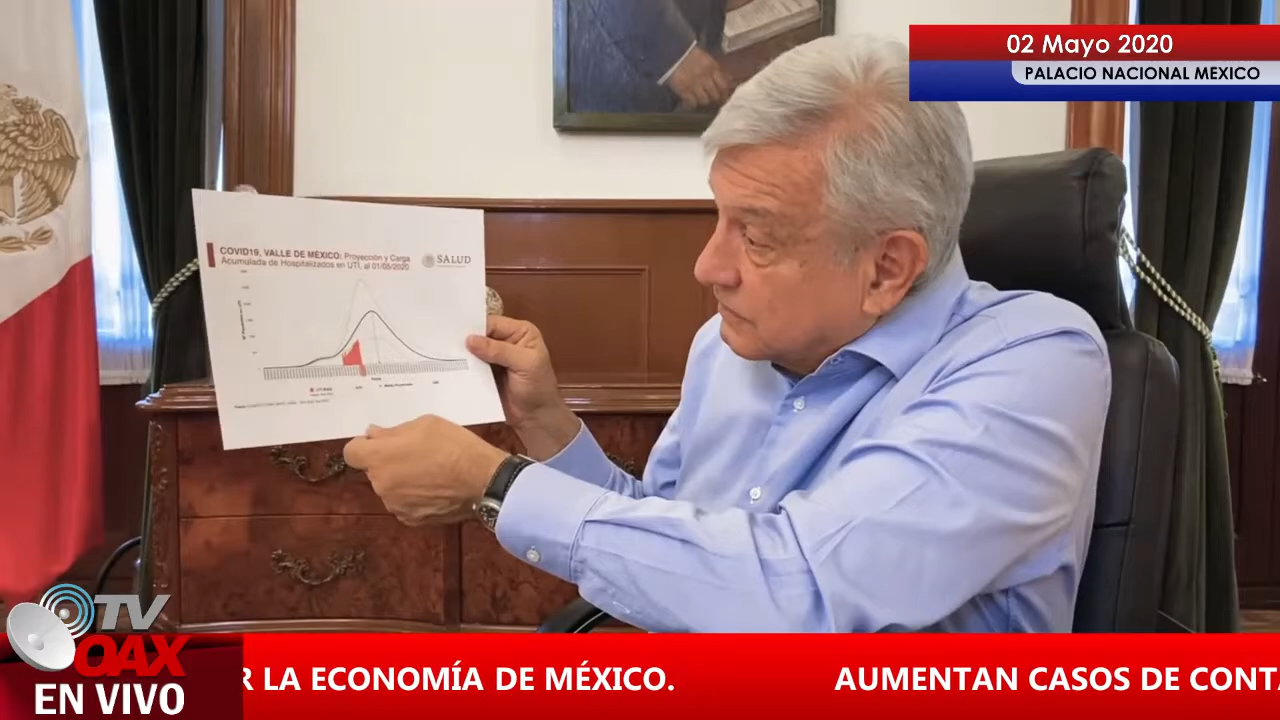 02 Mayo 2020
PALACIO NACIONAL MEXICO
COVID19, VALLE DE MÉXICO: Proyección y Carga
Acumulada de Hospitalizados en UTI, al 01/05/2020
SALUD
TV
OAX
EN VIVO
R LA ECONOMÍA DE MÉXICO. AUMENTAN CASOS DE CONTA